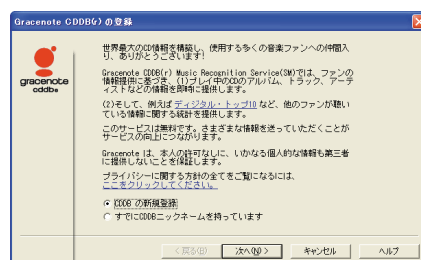 Gracenote CDDB(r) の登録
gracenote
cddb®
世界最大のCD情報を構築し、使用する多くの音楽ファンへの仲間入
り、ありがとうございます!
Gracenote CDDB(r) Music Recognition Service(SM)では、ファンの
情報提供に基づき、(1)プレイ中のCDのアルバム、トラック、アーテ
ィストなどの情報を即時に提供します。
(2)そして、例えば ディジタル・トップ10 など、他のファンが聴い
ている情報に関する統計を提供します。
このサービスは無料です。さまざまな情報を送っていただくことが
サービスの向上につながります。
Gracenote は、本人の許可なしに、いかなる個人的な情報も第三者
に提供しないことを保証します。
プライバシーに関する方針の全てをご覧になるには、
ここをクリックしてください。
CDDB の新規登録
すでにCDDBニックネームを持っています
< 戻る(B) 次へ(N) > キャンセル ヘルプ